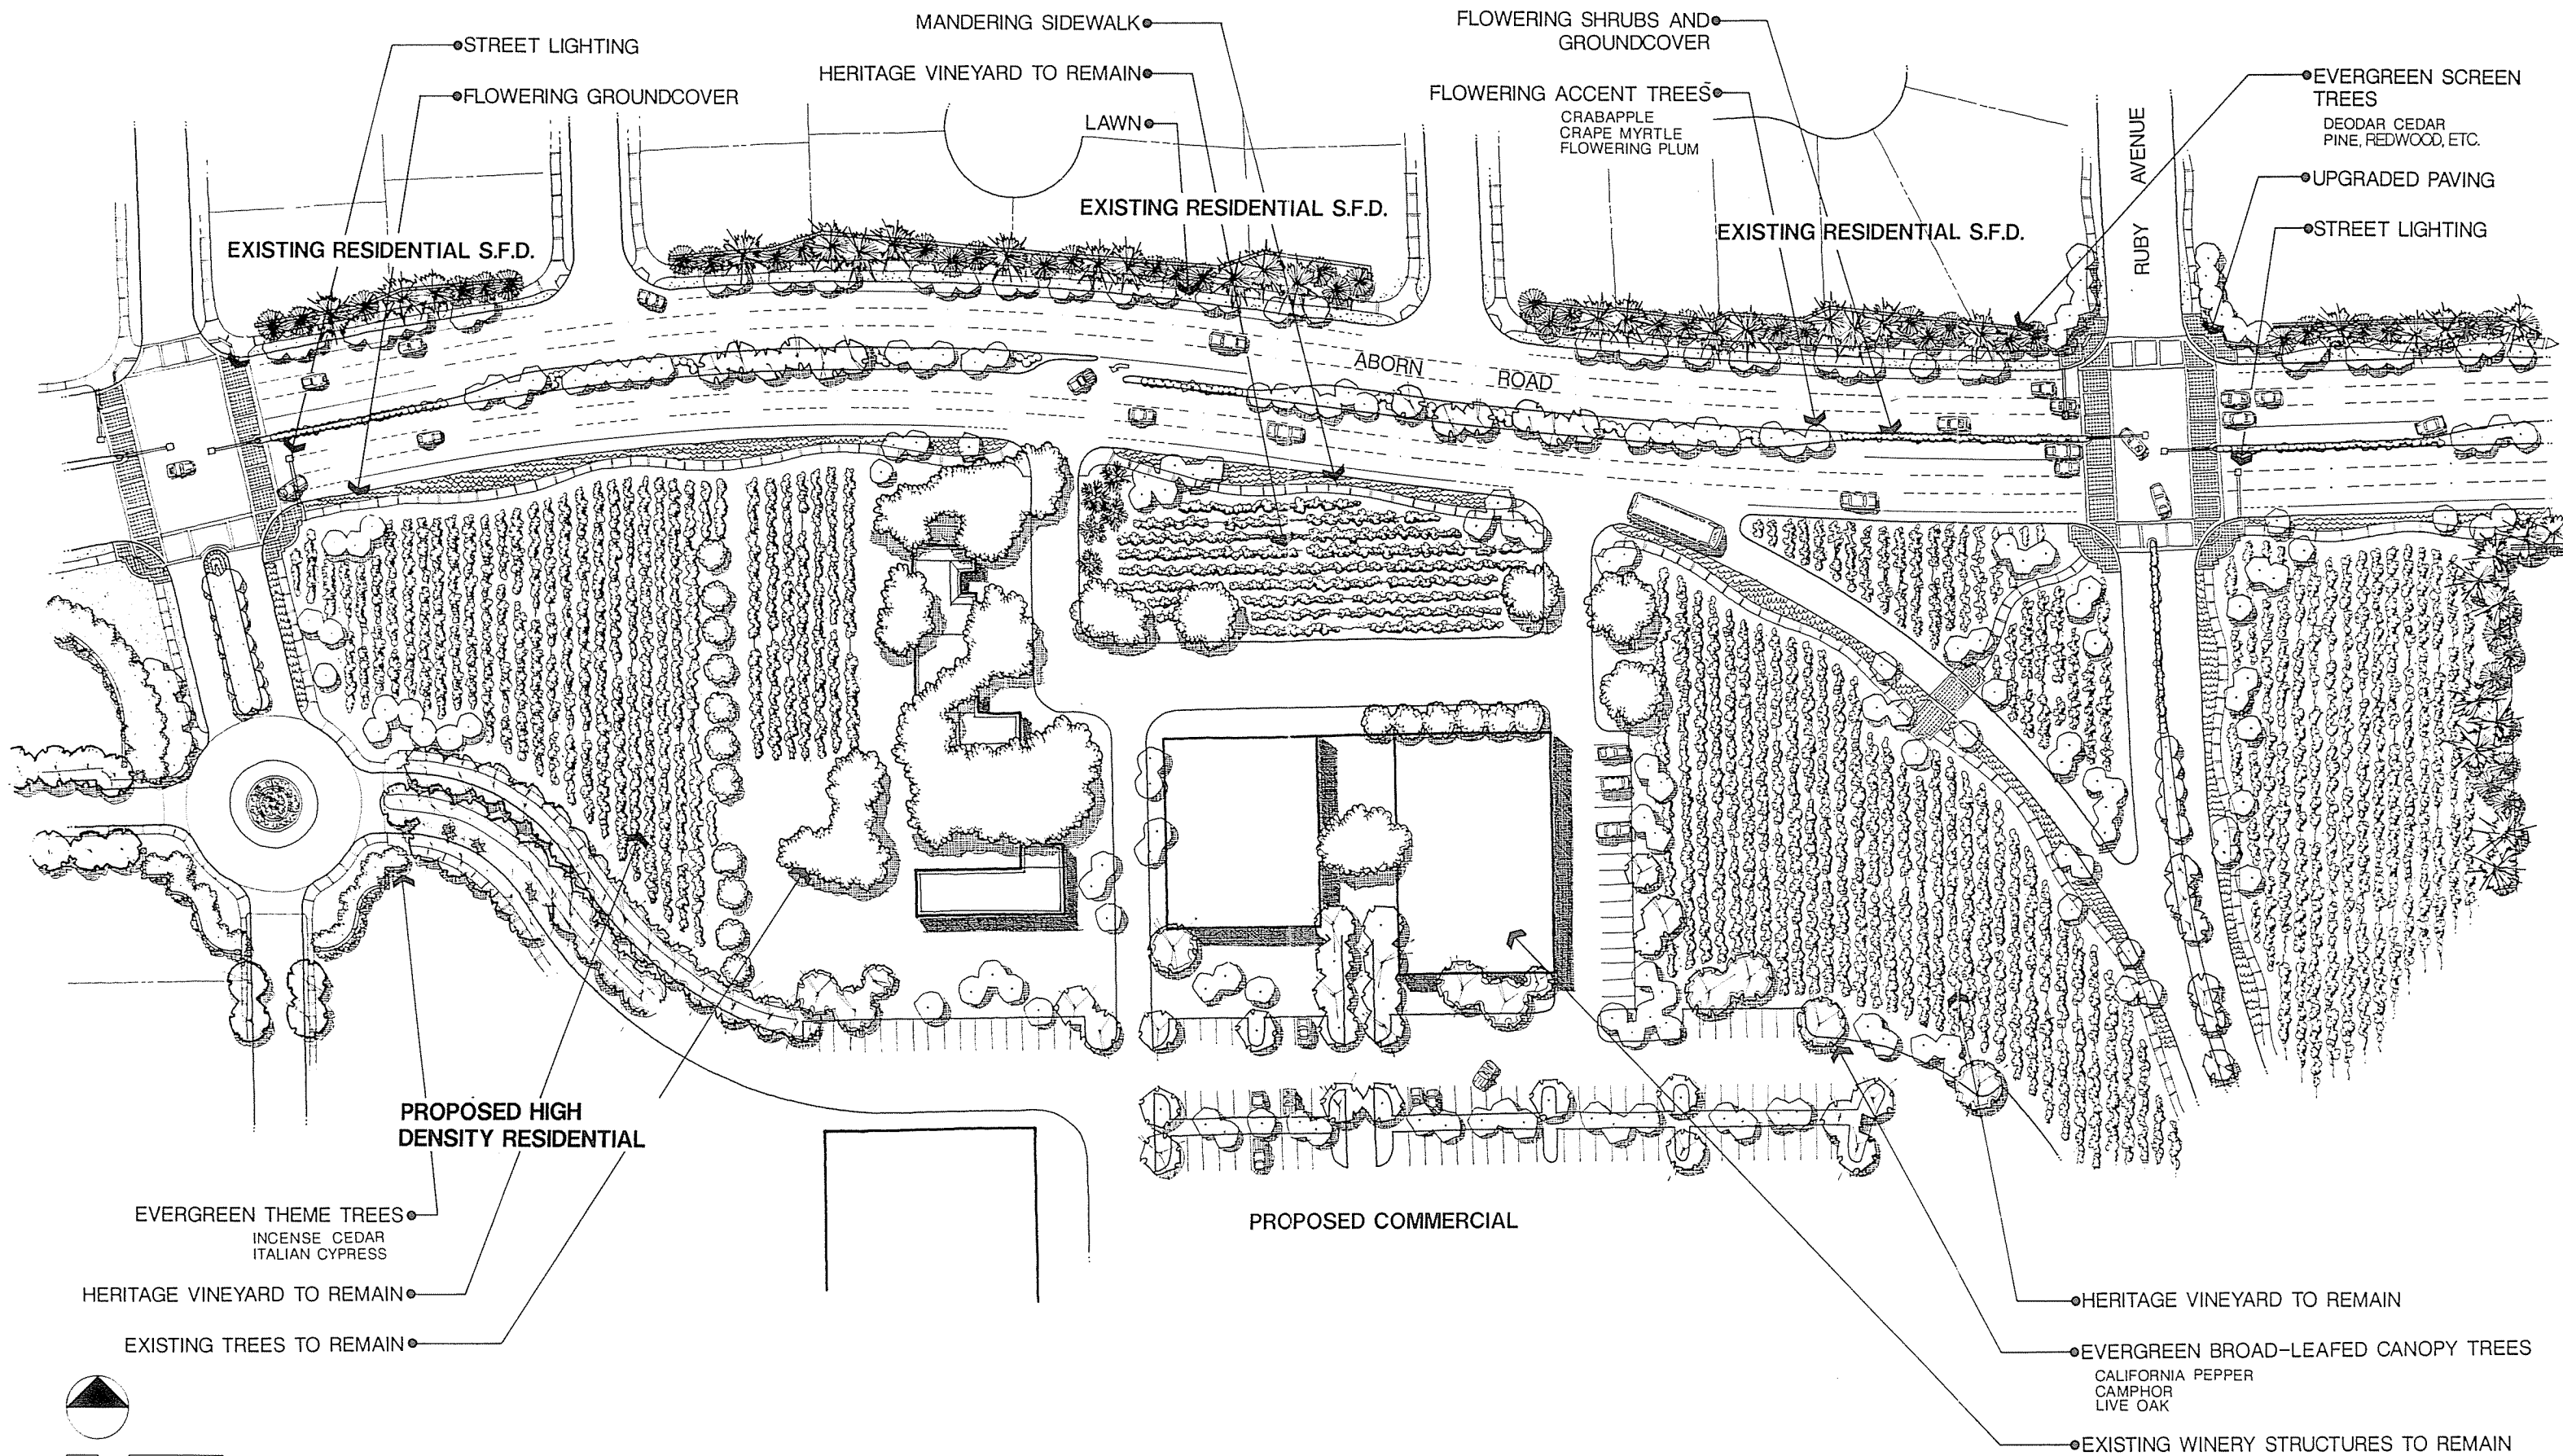 STREET LIGHTING
FLOWERING GROUNDCOVER
MANDERING SIDEWALK
HERITAGE VINEYARD TO REMAIN
LAWN
FLOWERING SHRUBS AND
GROUNDCOVER
FLOWERING ACCENT TREES
CRABAPPLE
CRAPE MYRTLE
FLOWERING PLUM
EVERGREEN SCREEN
TREES
DEODAR CEDAR
PINE, REDWOOD, ETC.
UPGRADED PAVING
STREET LIGHTING
RUBY AVENUE
EXISTING RESIDENTIAL S.F.D.
EXISTING RESIDENTIAL S.F.D.
EXISTING RESIDENTIAL S.F.D.
ABORN ROAD
PROPOSED HIGH
DENSITY RESIDENTIAL
EVERGREEN THEME TREES
INCENSE CEDAR
ITALIAN CYPRESS
HERITAGE VINEYARD TO REMAIN
EXISTING TREES TO REMAIN
PROPOSED COMMERCIAL
HERITAGE VINEYARD TO REMAIN
EVERGREEN BROAD-LEAFED CANOPY TREES
CALIFORNIA PEPPER
CAMPHOR
LIVE OAK
EXISTING WINERY STRUCTURES TO REMAIN